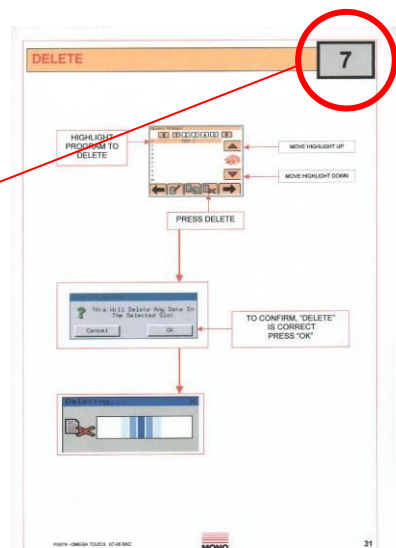 DELETE
7
HIGHLIGHT
PROGRAM TO
DELETE
MOVE HIGHLIGHT UP
MOVE HIGHLIGHT DOWN
PRESS DELETE
This Will Delete Any Data In
The Selected Slot
Cancel
OK
TO CONFIRM, "DELETE"
IS CORRECT
PRESS "OK"
Deleting...
MONO
31